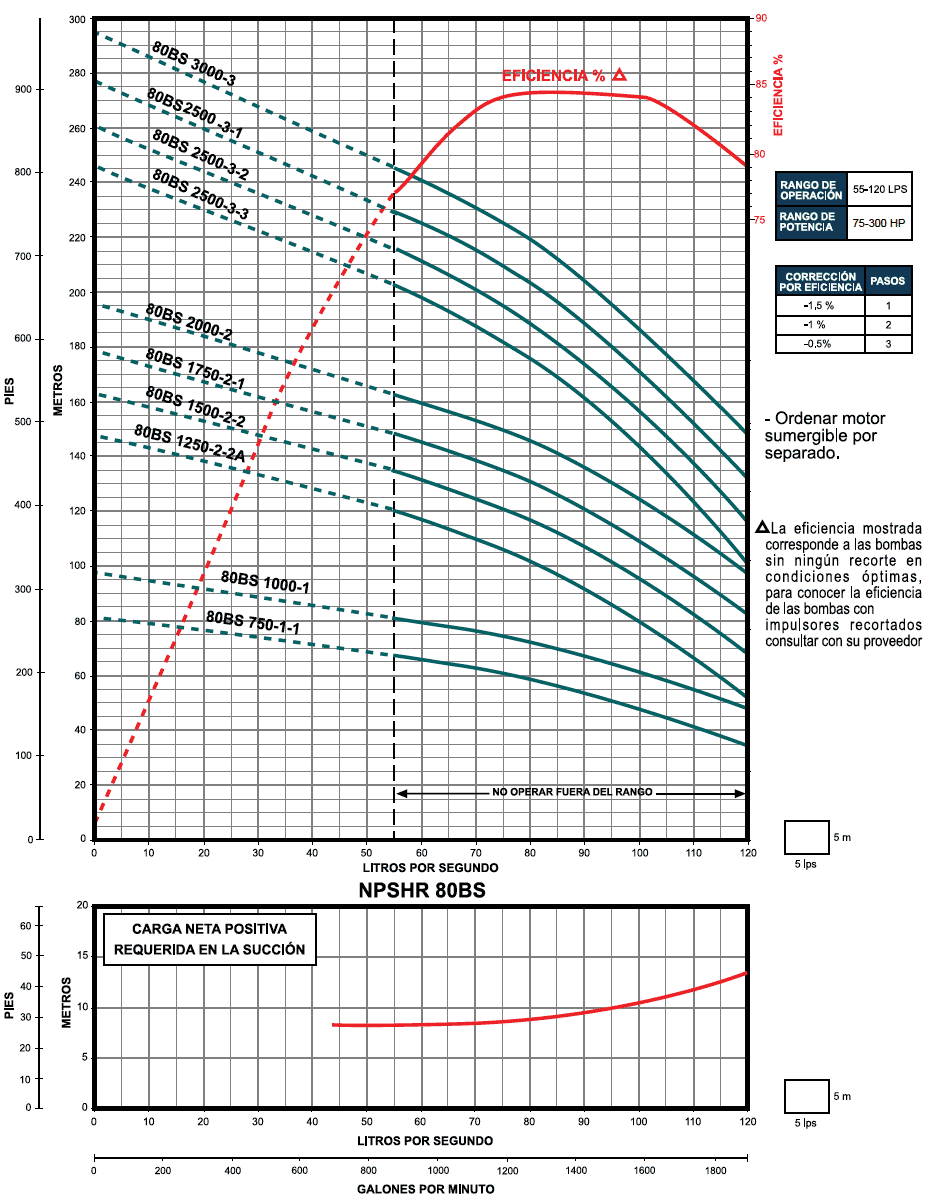 PIES
900
800
700
600
500
400
300
200
100
0
METROS
300
280
260
240
220
200
180
160
140
120
100
80
60
40
20
0
80BS 3000-3
80BS2500 -3-1
80BS 2500-3-2
80BS 2500-3-3
80BS 2000-2
80BS 1750-2-1
80BS 1500-2-2
80BS 1250-2-2A
80BS 1000-1
80BS 750-1-1
EFICIENCIA % Δ
90
85
80
75
EFICIENCIA %
NO OPERAR FUERA DEL RANGO
0 10 20 30 40 50 60 70 80 90 100 110 120
LITROS POR SEGUNDO
RANGO DE OPERACIÓN 55-120 LPS
RANGO DE POTENCIA 75-300 HP
CORRECCIÓN POR EFICIENCIA PASOS
-1,5 % 1
-1 % 2
-0,5% 3
- Ordenar motor
sumergible por
separado.
ΔLa eficiencia mostrada
corresponde a las bombas
sin ningún recorte en
condiciones óptimas,
para conocer la eficiencia
de las bombas con
impulsores recortados
consultar con su proveedor
5 m
5 lps
NPSHR 80BS
CARGA NETA POSITIVA
REQUERIDA EN LA SUCCIÓN
PIES
60
50
40
30
20
10
0
METROS
20
15
10
5
0
0 10 20 30 40 50 60 70 80 90 100 110 120
LITROS POR SEGUNDO
5 m
5 lps
0 200 400 600 800 1000 1200 1400 1600 1800
GALONES POR MINUTO